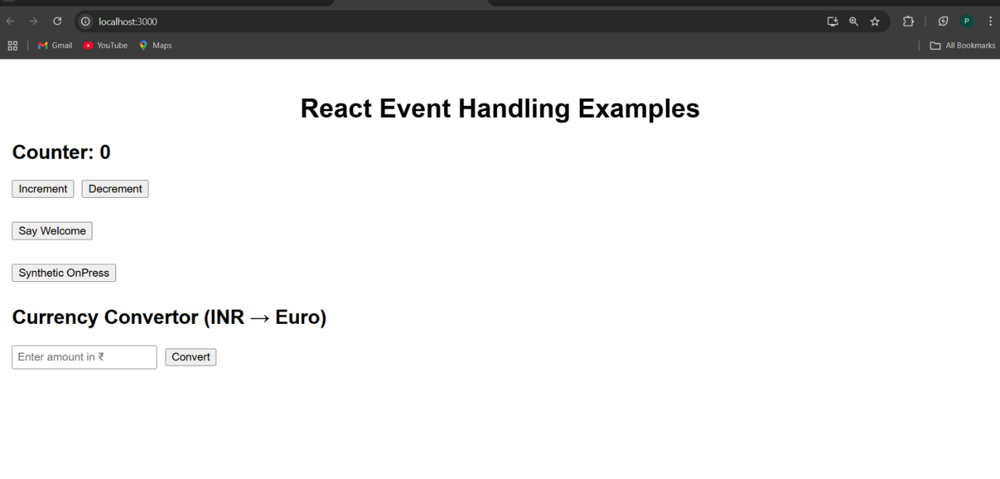 localhost:3000
P
Gmail YouTube Maps All Bookmarks
React Event Handling Examples
Counter: 0
Increment Decrement
Say Welcome
Synthetic OnPress
Currency Convertor (INR → Euro)
Enter amount in ₹ Convert